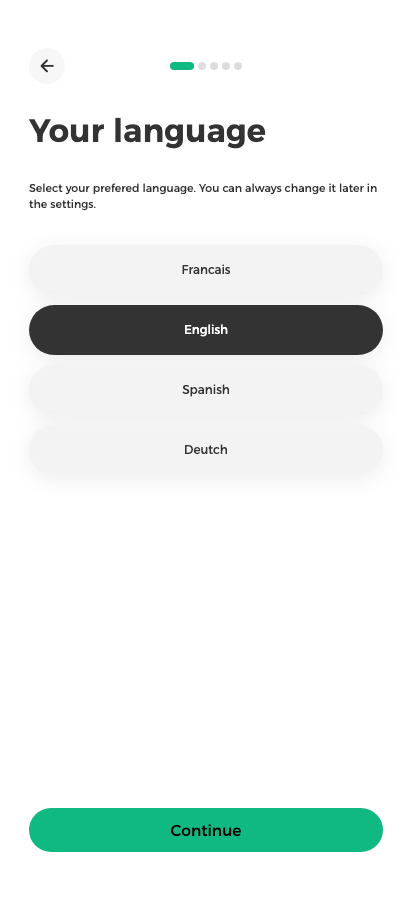 Your language
Select your prefered language. You can always change it later in
the settings.
Francais
English
Spanish
Deutch
Continue